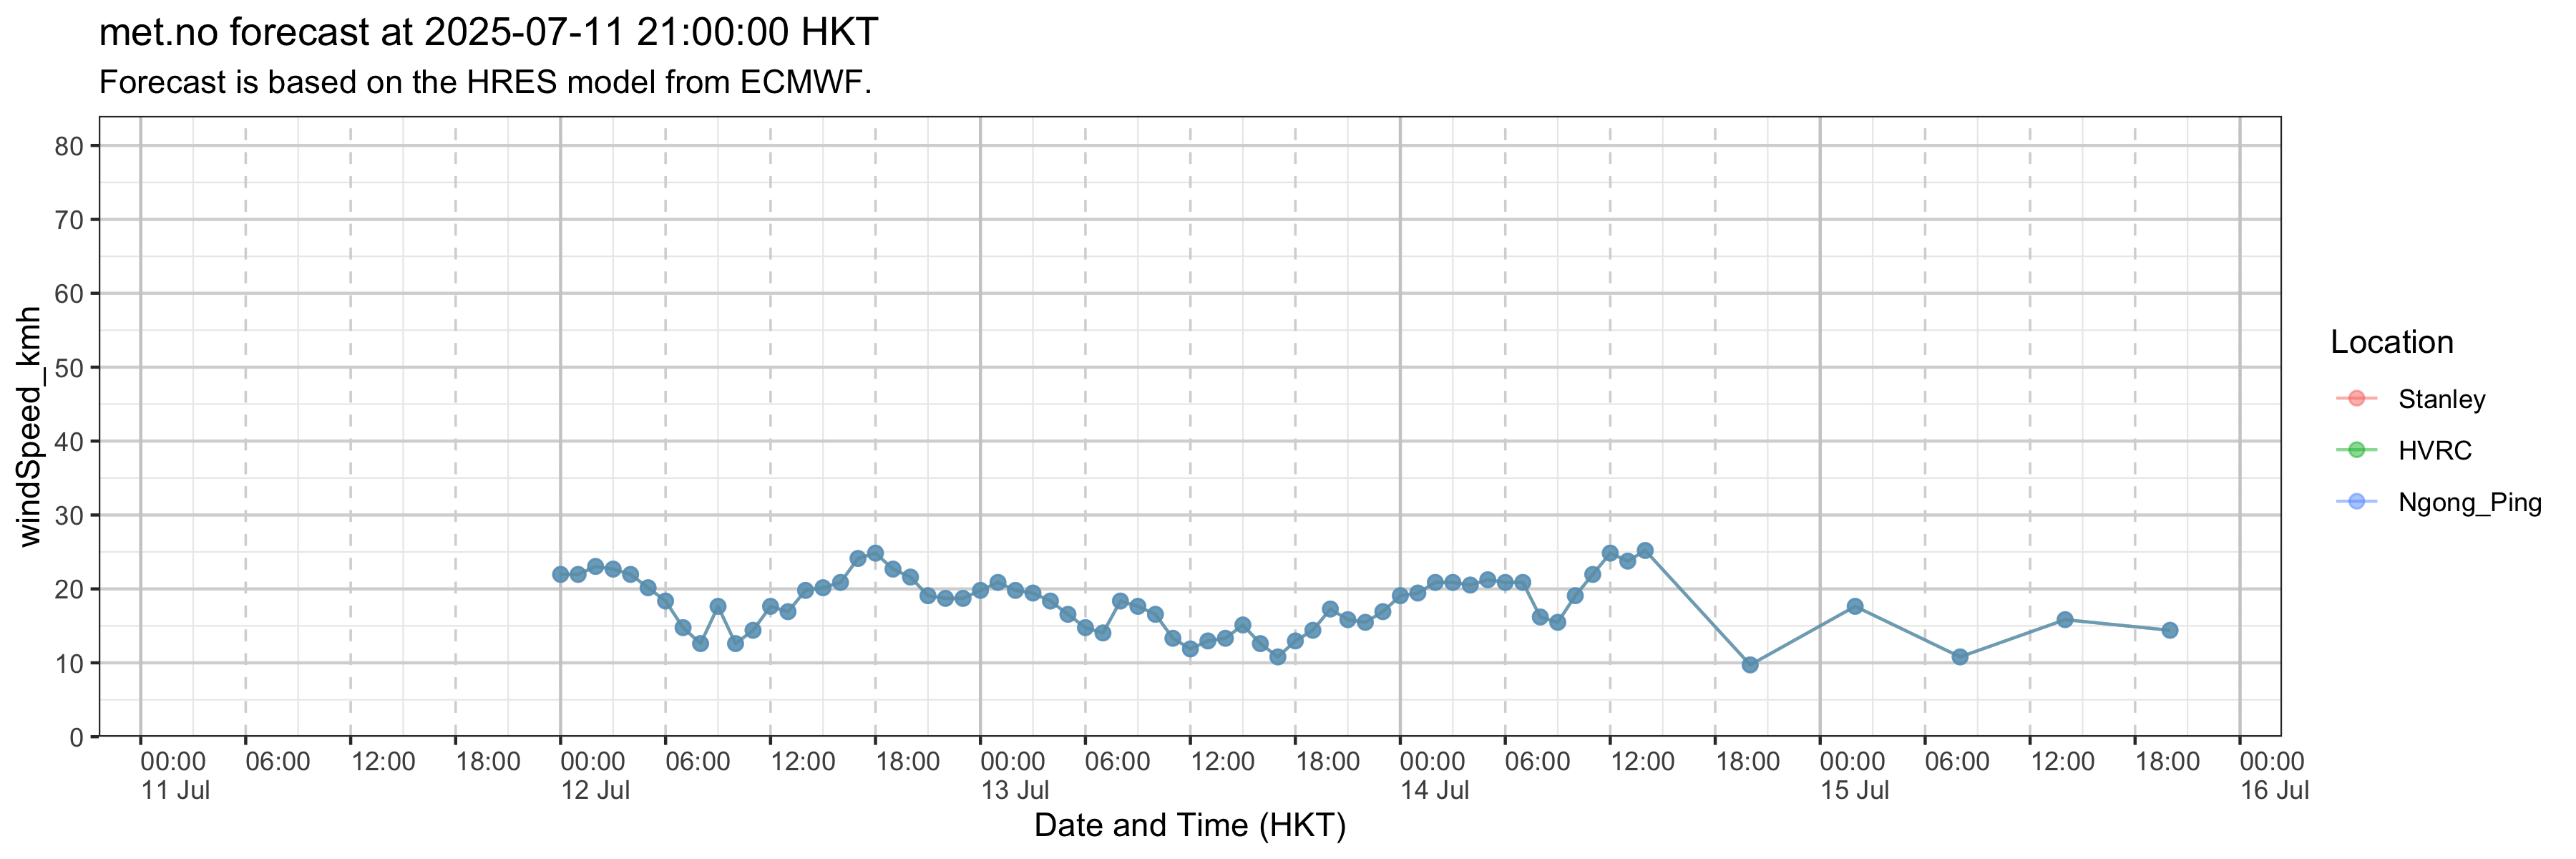 met.no forecast at 2025-07-11 21:00:00 HKT
Forecast is based on the HRES model from ECMWF.
windSpeed_kmh
80
70
60
50
40
30
20
10
0
00:00 06:00 12:00 18:00 00:00 06:00 12:00 18:00 00:00 06:00 12:00 18:00 00:00 06:00 12:00 18:00 00:00 06:00 12:00 18:00 00:00
11 Jul 12 Jul 13 Jul 14 Jul 15 Jul 16 Jul
Date and Time (HKT)
Location
Stanley
HVRC
Ngong_Ping